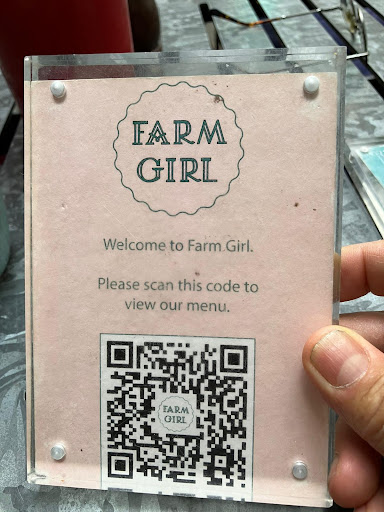 FARM
GIRL
Welcome to Farm Girl.
Please scan this code to
view our menu.
FARM
GIRL